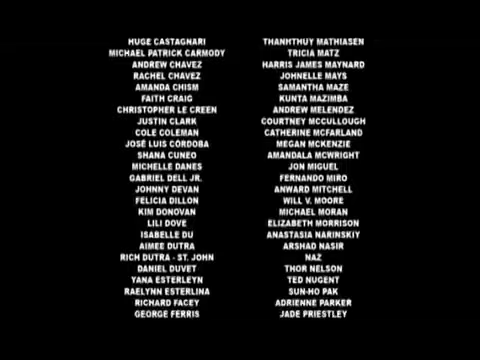 HUGE CASTAGNARI
MICHAEL PATRICK CARMODY
ANDREW CHAVEZ
RACHEL CHAVEZ
AMANDA CHISM
FAITH CRAIG
CHRISTOPHER LE CREEN
JUSTIN CLARK
COLE COLEMAN
JOSÉ LUIS CÓRDOBA
SHANA CUNEO
MICHELLE DANES
GABRIEL DELL JR.
JOHNNY DEVAN
FELICIA DILLON
KIM DONOVAN
LILI DOVE
ISABELLE DU
AIMEE DUTRA
RICH DUTRA - ST. JOHN
DANIEL DUVET
YANA ESTERLEYN
RAELYNN ESTERLINA
RICHARD FACEY
GEORGE FERRIS
THANHTHUY MATHIASEN
TRICIA MATZ
HARRIS JAMES MAYNARD
JOHNELLE MAYS
SAMANTHA MAZE
KUNTA MAZIMBA
ANDREW MELENDEZ
COURTNEY MCCULLOUGH
CATHERINE MCFARLAND
MEGAN MCKENZIE
AMANDALA MCWRIGHT
JON MIGUEL
FERNANDO MIRO
ANWARD MITCHELL
WILL V. MOORE
MICHAEL MORAN
ELIZABETH MORRISON
ANASTASIA NARINSKIY
ARSHAD NASIR
NAZ
THOR NELSON
TED NUGENT
SUN-HO PAK
ADRIENNE PARKER
JADE PRIESTLEY